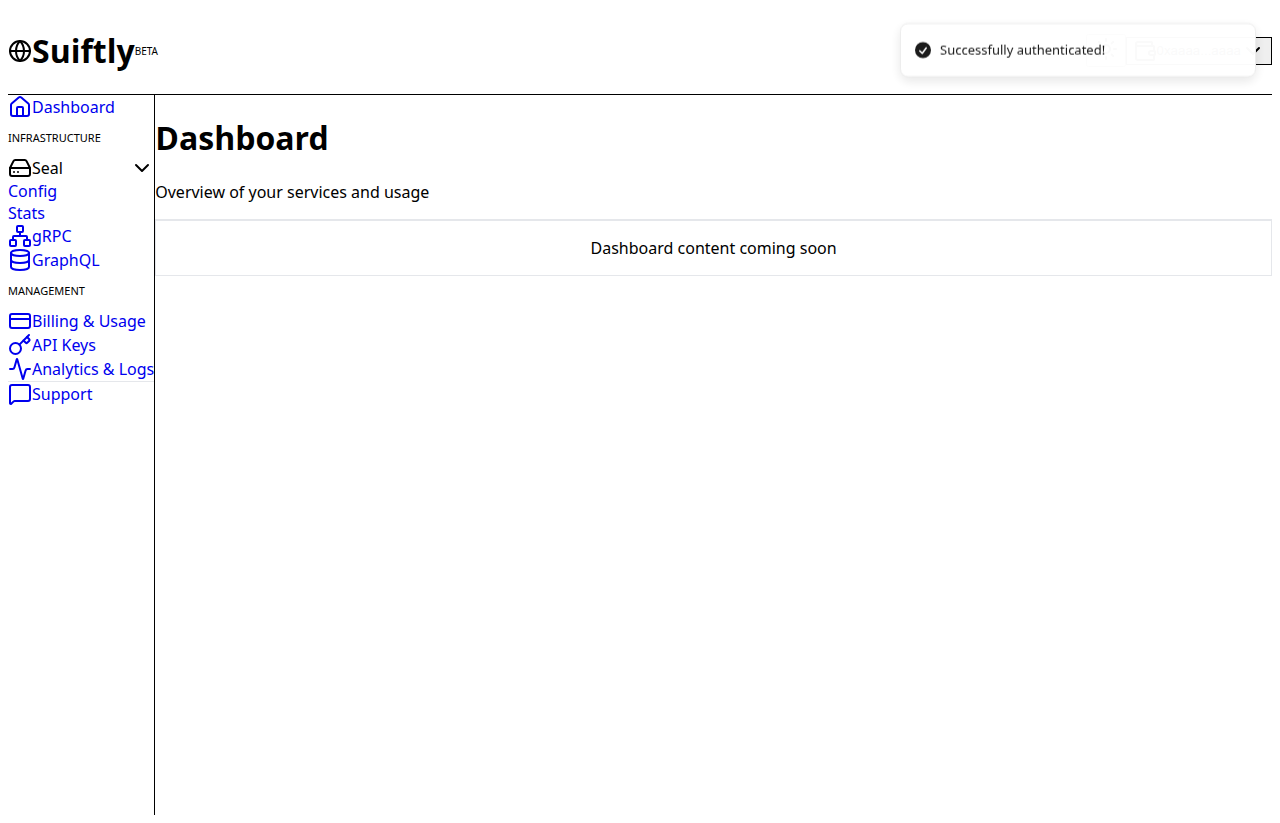 Suiftly BETA
Successfully authenticated!
Dashboard
INFRASTRUCTURE
Seal
Config
Stats
gRPC
GraphQL
MANAGEMENT
Billing & Usage
API Keys
Analytics & Logs
Support
Dashboard
Overview of your services and usage
Dashboard content coming soon